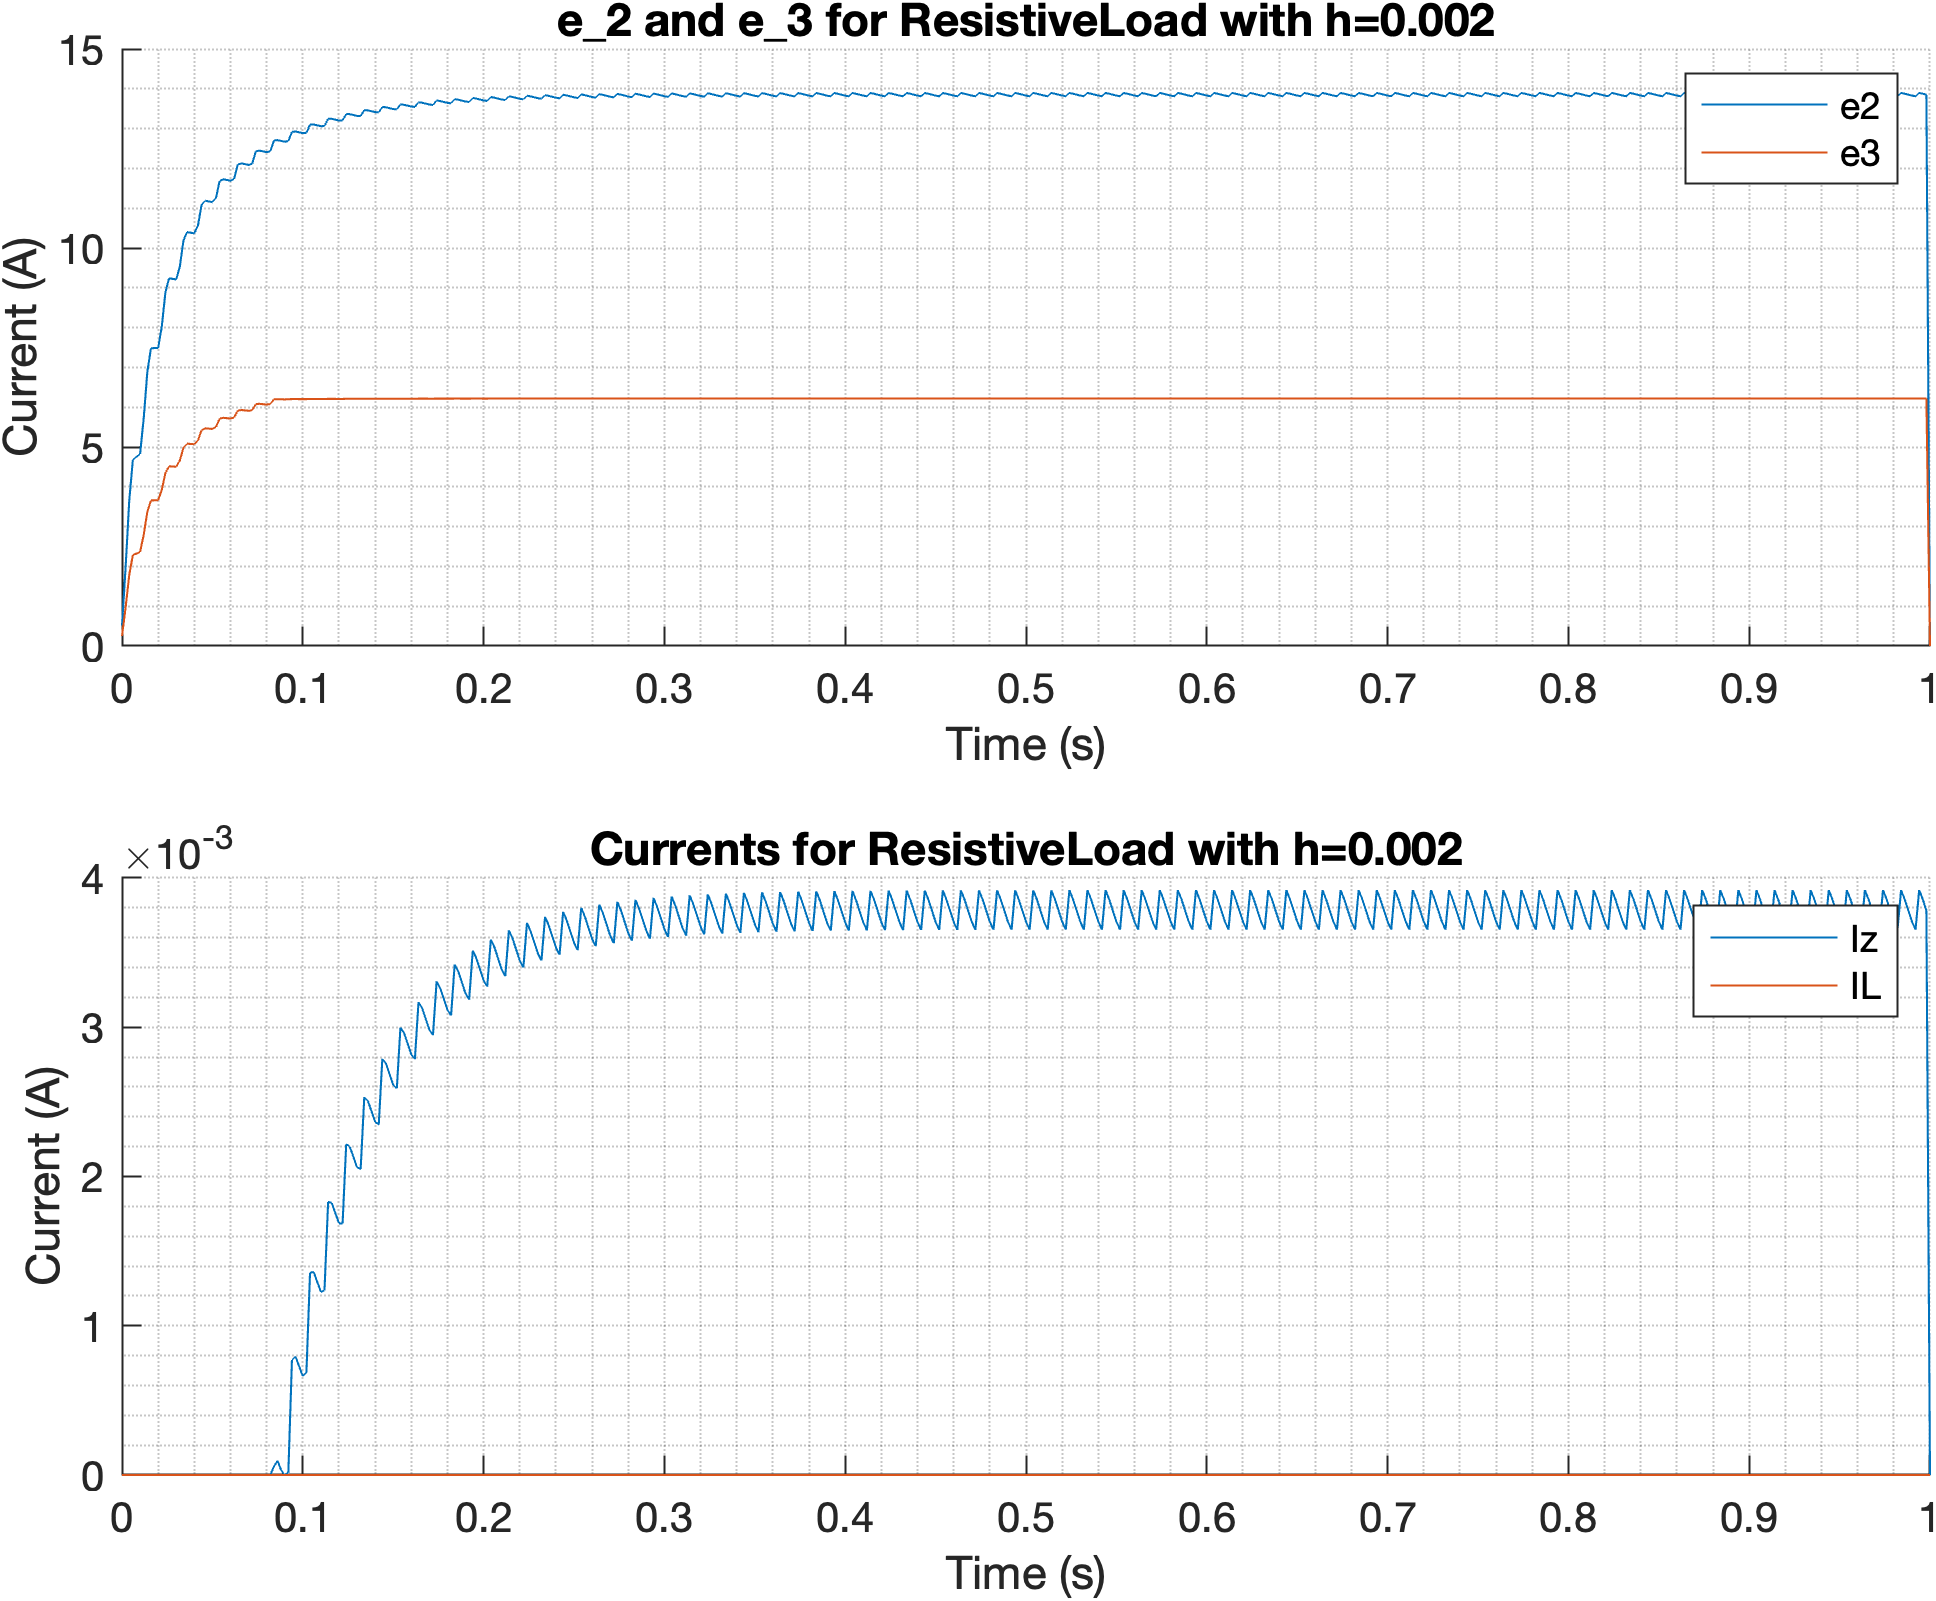 e_2 and e_3 for ResistiveLoad with h=0.002
15
10
5
0
Current (A)
e2
e3
0 0.1 0.2 0.3 0.4 0.5 0.6 0.7 0.8 0.9 1
Time (s)
Currents for ResistiveLoad with h=0.002
×10-3
4
3
2
1
0
Current (A)
Iz
IL
0 0.1 0.2 0.3 0.4 0.5 0.6 0.7 0.8 0.9 1
Time (s)